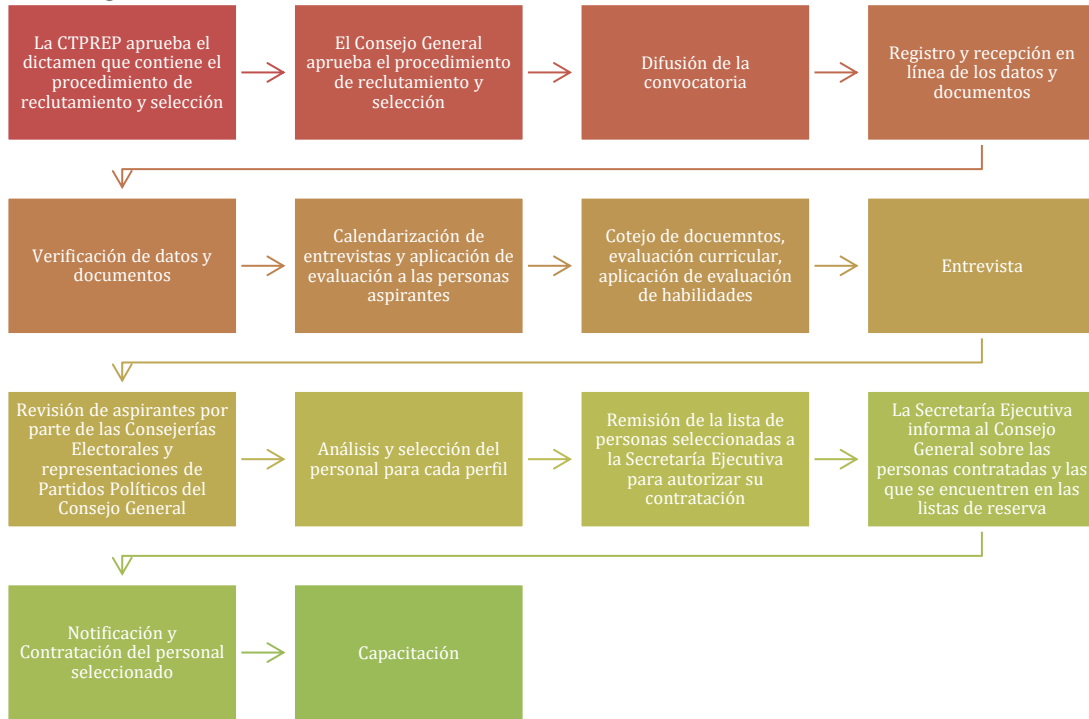 La CTPREP aprueba el
dictamen que contiene el
procedimiento de
reclutamiento y selección
El Consejo General
aprueba el procedimiento
de reclutamiento y
selección
Difusión de la
convocatoria
Registro y recepción en
línea de los datos y
documentos
Verificación de datos y
documentos
Calendarización de
entrevistas y aplicación de
evaluación a las personas
aspirantes
Cotejo de docuemntos,
evaluación curricular,
aplicación de evaluación
de habilidades
Entrevista
Revisión de aspirantes por
parte de las Consejerías
Electorales y
representaciones de
Partidos Políticos del
Consejo General
Análisis y selección del
personal para cada perfil
Remisión de la lista de
personas seleccionadas a
la Secretaría Ejecutiva
para autorizar su
contratación
La Secretaría Ejecutiva
informa al Consejo
General sobre las
personas contratadas y las
que se encuentren en las
listas de reserva
Notificación y
Contratación del personal
seleccionado
Capacitación